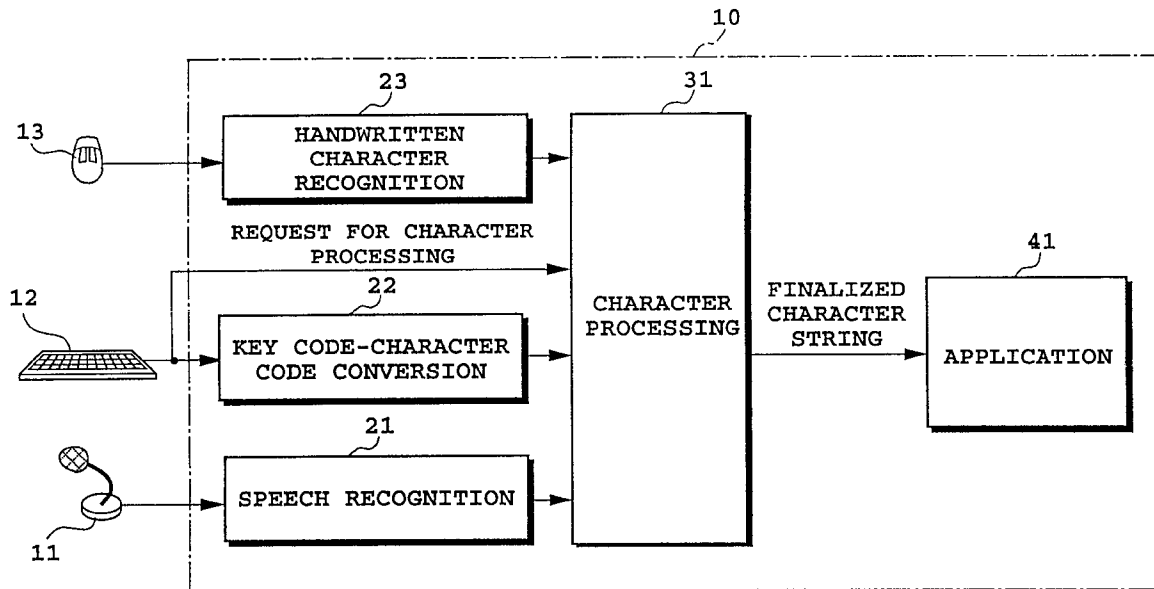 10
23
31
13
HANDWRITTEN
CHARACTER
RECOGNITION
REQUEST FOR CHARACTER
PROCESSING
41
12
22
CHARACTER
PROCESSING
FINALIZED
CHARACTER
STRING
KEY CODE-CHARACTER
CODE CONVERSION
APPLICATION
21
SPEECH RECOGNITION
11